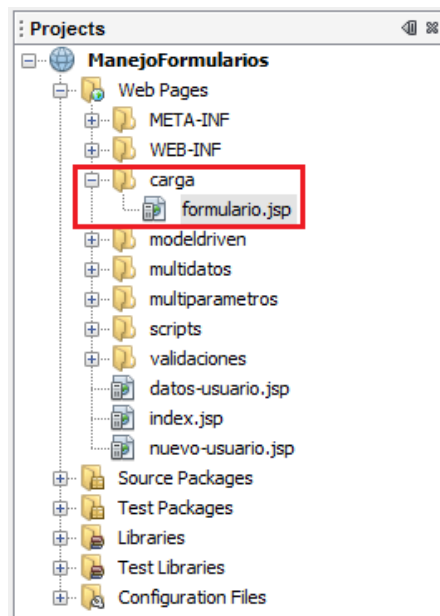 Projects
ManejoFormularios
Web Pages
META-INF
WEB-INF
carga
formulario.jsp
modeldriven
multidatos
multiparametros
scripts
validaciones
datos-usuario.jsp
index.jsp
nuevo-usuario.jsp
Source Packages
Test Packages
Libraries
Test Libraries
Configuration Files